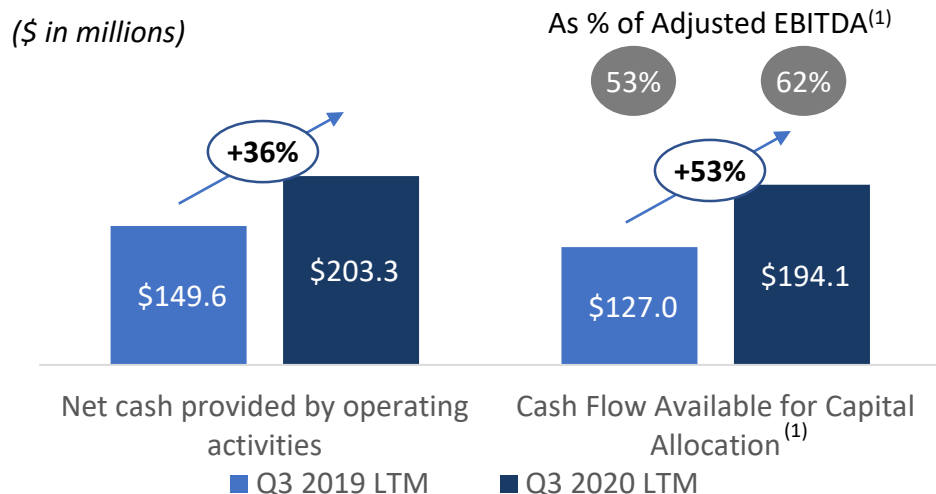 ($ in millions)
As % of Adjusted EBITDA(1)
53%
62%
+36%
+53%
$149.6
$203.3
$127.0
$194.1
Net cash provided by operating
activities
Cash Flow Available for Capital
Allocation(1)
Q3 2019 LTM
Q3 2020 LTM